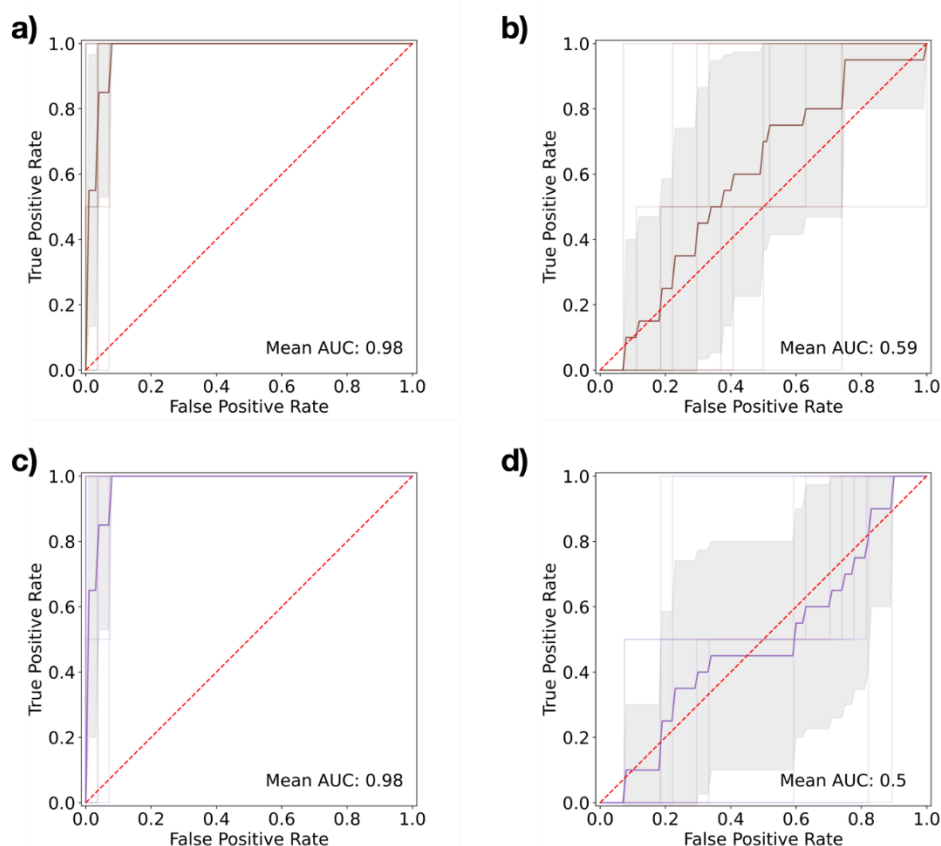 a)
1.0
0.8
0.6
0.4
0.2
0.0
True Positive Rate
Mean AUC: 0.98
0.0 0.2 0.4 0.6 0.8 1.0
False Positive Rate
b)
1.0
0.8
0.6
0.4
0.2
0.0
True Positive Rate
Mean AUC: 0.59
0.0 0.2 0.4 0.6 0.8 1.0
False Positive Rate
c)
1.0
0.8
0.6
0.4
0.2
0.0
True Positive Rate
Mean AUC: 0.98
0.0 0.2 0.4 0.6 0.8 1.0
False Positive Rate
d)
1.0
0.8
0.6
0.4
0.2
0.0
True Positive Rate
Mean AUC: 0.5
0.0 0.2 0.4 0.6 0.8 1.0
False Positive Rate